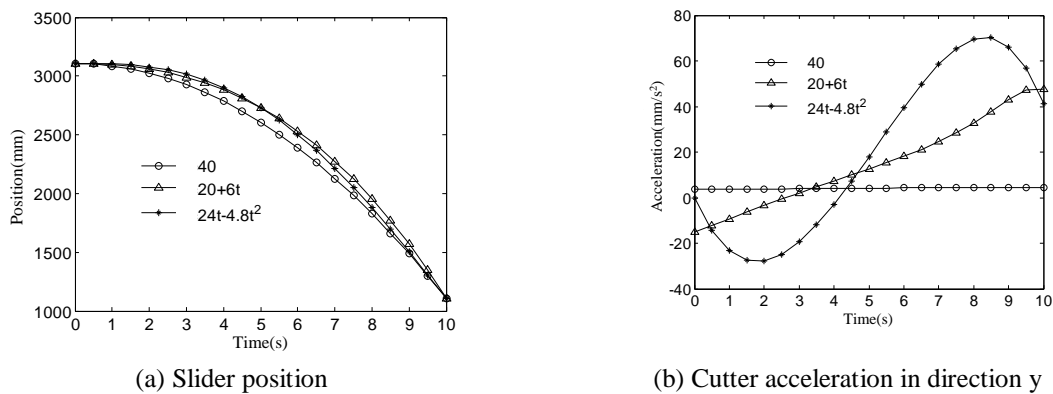 3500
3000
2500
2000
1500
1000
0 1 2 3 4 5 6 7 8 9 10
Position(mm)
Time(s)
40
20+6t
24t-4.8t²
(a) Slider position
80
60
40
20
0
-20
-40
0 1 2 3 4 5 6 7 8 9 10
Acceleration(mm/s²)
Time(s)
40
20+6t
24t-4.8t²
(b) Cutter acceleration in direction y